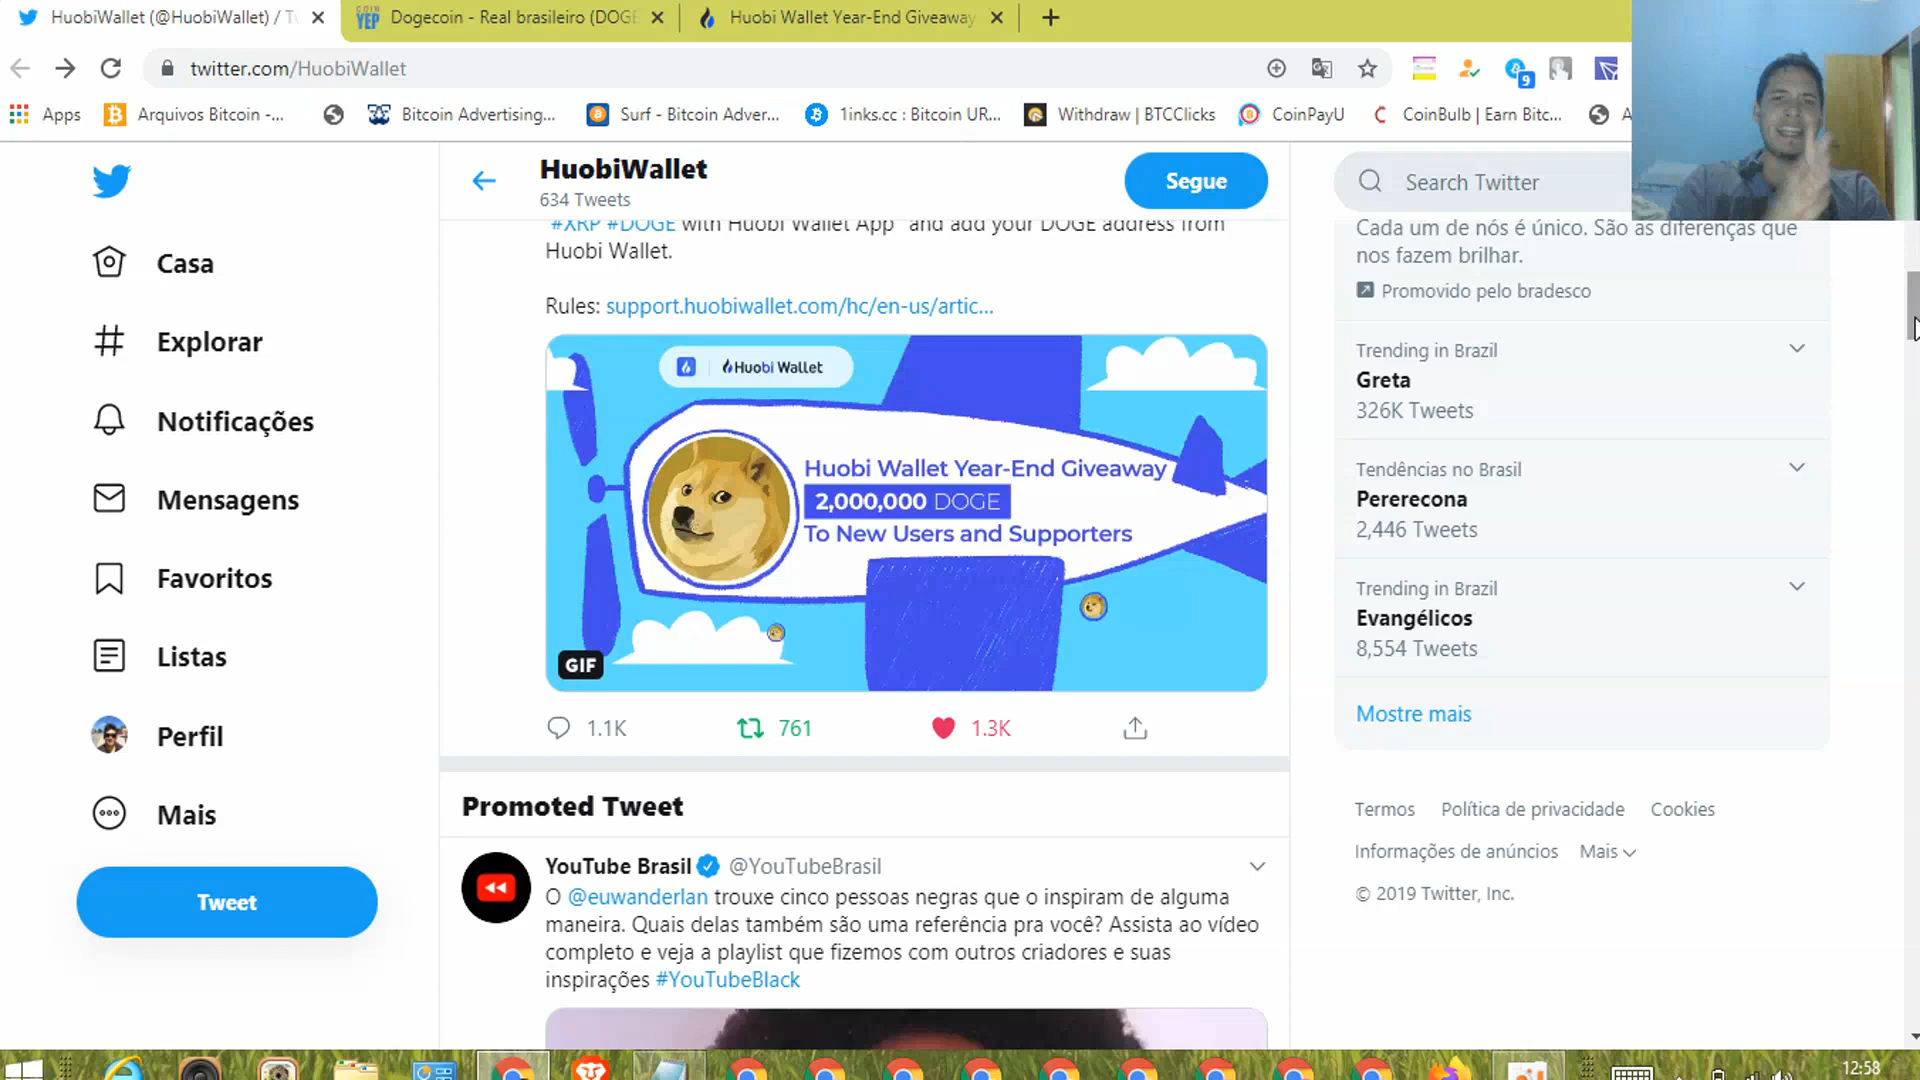 HuobiWallet (@HuobiWallet) / Tw
Dogecoin - Real brasileiro (DOGE
Huobi Wallet Year-End Giveaway
twitter.com/HuobiWallet
9
Apps
Arquivos Bitcoin -...
Bitcoin Advertising...
Surf - Bitcoin Adver...
1inks.cc : Bitcoin UR...
Withdraw | BTCClicks
CoinPayU
CoinBulb | Earn Bitc...
A
Casa
Explorar
Notificações
Mensagens
Favoritos
Listas
Perfil
Mais
Tweet
HuobiWallet
634 Tweets
Segue
#XRP #DOGE with Huobi Wallet App" and add your DOGE address from
Huobi Wallet.
Rules: support.huobiwallet.com/hc/en-us/artic...
Huobi Wallet
Huobi Wallet Year-End Giveaway
2,000,000 DOGE
To New Users and Supporters
GIF
1.1K
761
1.3K
Promoted Tweet
YouTube Brasil @YouTubeBrasil
O @euwanderlan trouxe cinco pessoas negras que o inspiram de alguma
maneira. Quais delas também são uma referência pra você? Assista ao vídeo
completo e veja a playlist que fizemos com outros criadores e suas
inspirações #YouTubeBlack
Search Twitter
Cada um de nós é único. São as diferenças que
nos fazem brilhar.
Promovido pelo bradesco
Trending in Brazil
Greta
326K Tweets
Tendências no Brasil
Pererecona
2,446 Tweets
Trending in Brazil
Evangélicos
8,554 Tweets
Mostre mais
Termos Política de privacidade Cookies
Informações de anúncios Mais
© 2019 Twitter, Inc.
12:58